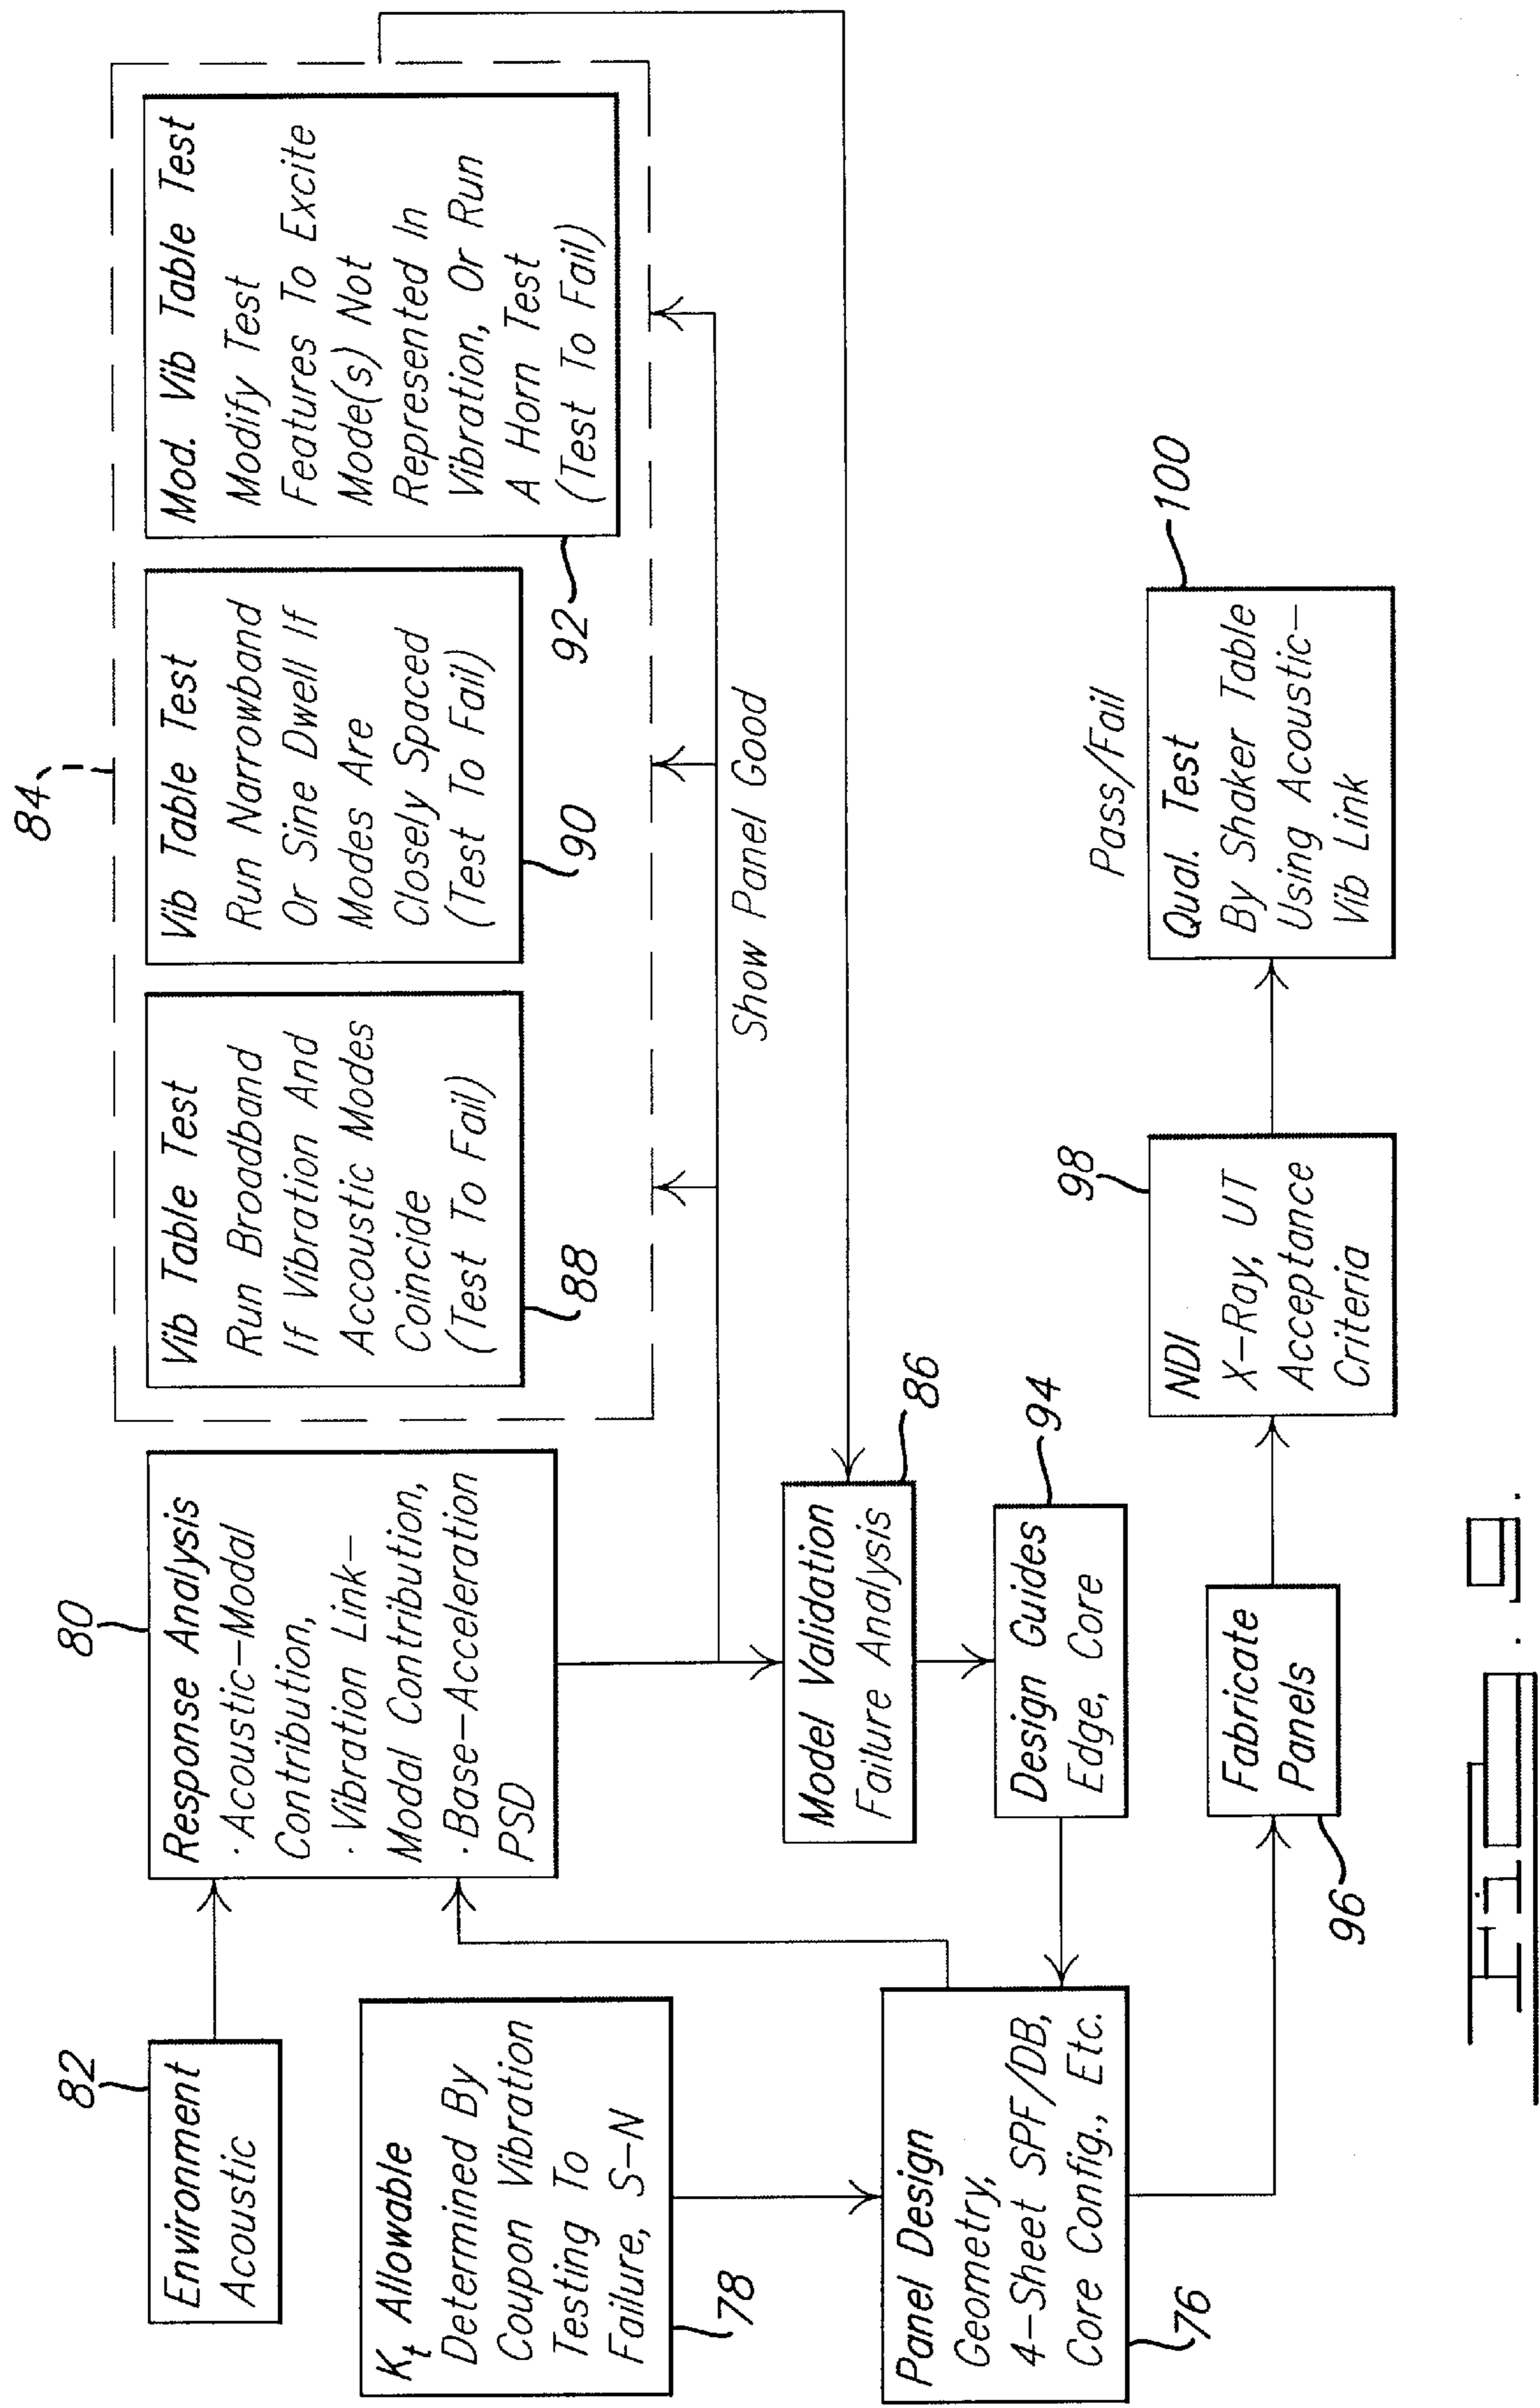 82
Environment
Acoustic
80
Response Analysis
· Acoustic-Modal
Contribution,
· Vibration Link-
Modal Contribution,
· Base-Acceleration
PSD
84
Vib Table Test
Run Broadband
If Vibration And
Accoustic Modes
Coincide
(Test To Fail)
88
Vib Table Test
Run Narrowband
Or Sine Dwell If
Modes Are
Closely Spaced
(Test To Fail)
90
Mod. Vib Table Test
Modify Test
Features To Excite
Mode(s) Not
Represented In
Vibration, Or Run
A Horn Test
(Test To Fail)
92
Kt Allowable
Determined By
Coupon Vibration
Testing To
Failure, S-N
78
Show Panel Good
Model Validation
Failure Analysis
86
Design Guides
Edge, Core
94
Panel Design
Geometry,
4-Sheet SPF/DB,
Core Config., Etc.
76
Fabricate
Panels
96
98
NDI
X-Ray, UT
Acceptance
Criteria
Pass/Fail
100
Qual. Test
By Shaker Table
Using Acoustic-
Vib Link